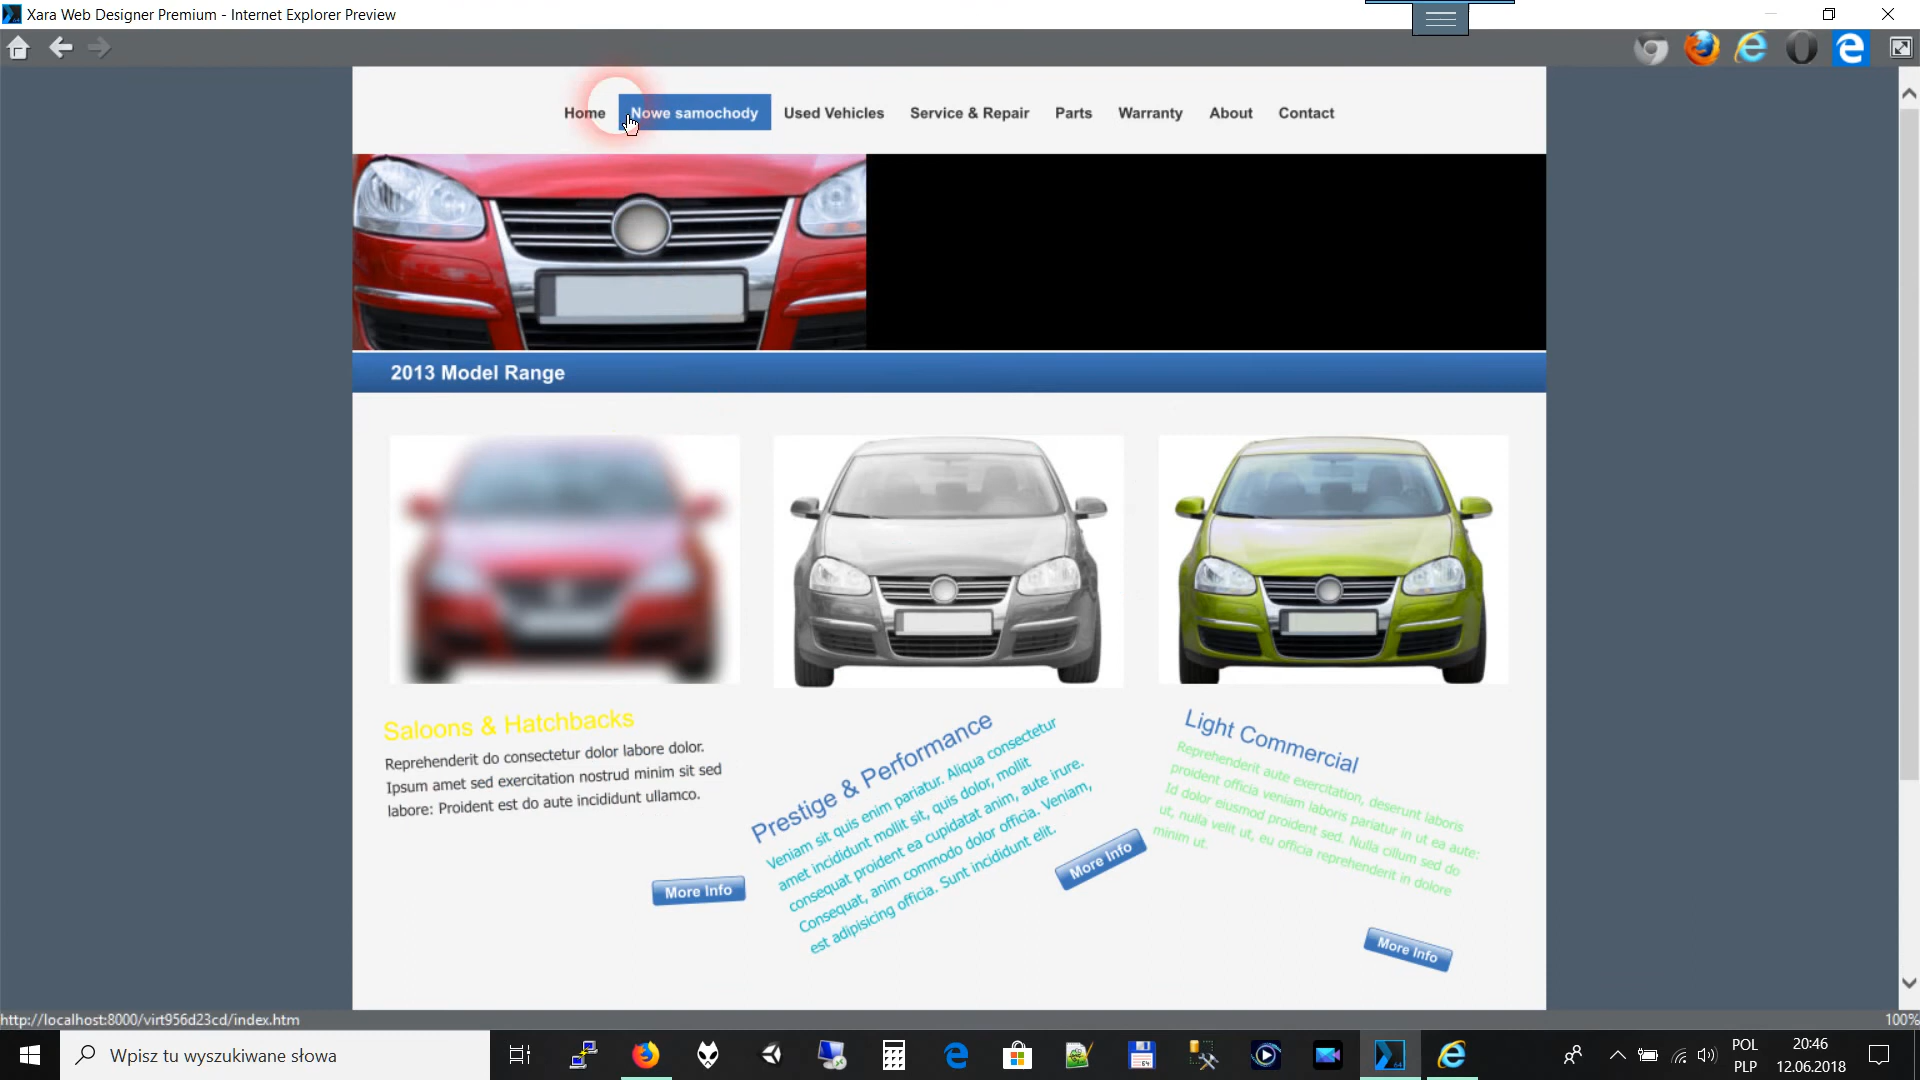 Xara Web Designer Premium - Internet Explorer Preview
Home Nowe samochody Used Vehicles Service & Repair Parts Warranty About Contact
2013 Model Range
Saloons & Hatchbacks
Reprehenderit do consectetur dolor labore dolor.
Ipsum amet sed exercitation nostrud minim sit sed
labore: Proident est do aute incididunt ullamco.
More Info
Prestige & Performance
Veniam sit quis enim pariatur. Aliqua consectetur
amet incididunt mollit sit, quis dolor, mollit
consequat proident ea cupidatat anim, aute irure.
Consequat, anim commodo dolor officia. Veniam,
est adipisicing officia. Sunt incididunt elit.
More Info
Light Commercial
Reprehenderit aute exercitation, deserunt laboris
proident officia veniam laboris pariatur in ut ea aute:
Id dolor eiusmod proident sed. Nulla cillum sed do
ut, nulla velit ut, eu officia reprehenderit in dolore
minim ut.
More Info
http://localhost:8000/virt956d23cd/index.htm
100%
Wpisz tu wyszukiwane słowa
64
POL
PLP
20:46
12.06.2018